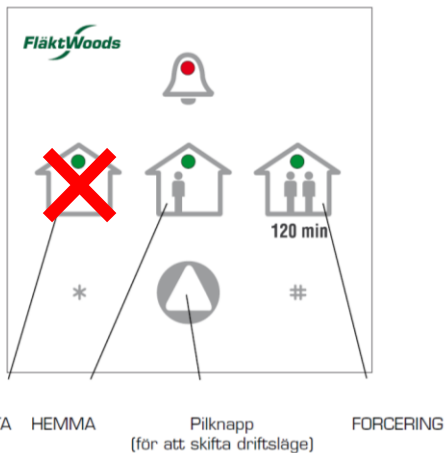 FläktWoods
120 min
* #
TA HEMMA Pilknapp FORCERING
(för att skifta driftsläge)